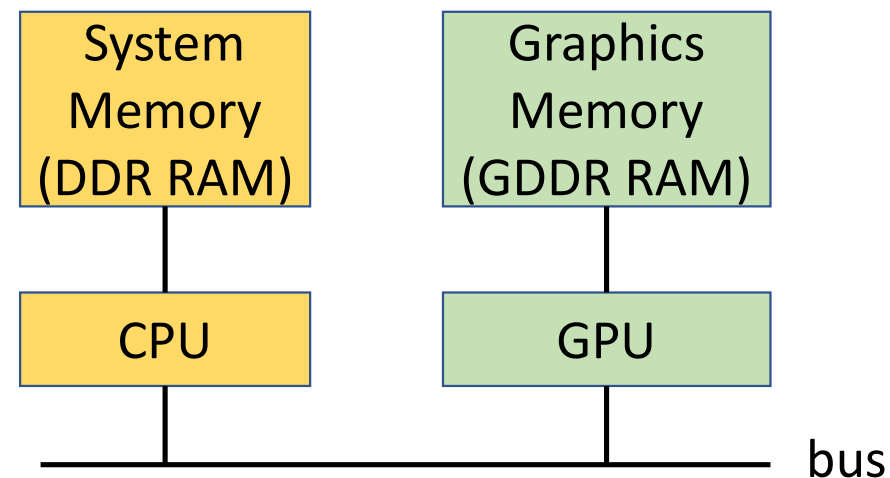 System
Memory
(DDR RAM)
Graphics
Memory
(GDDR RAM)
CPU
GPU
bus